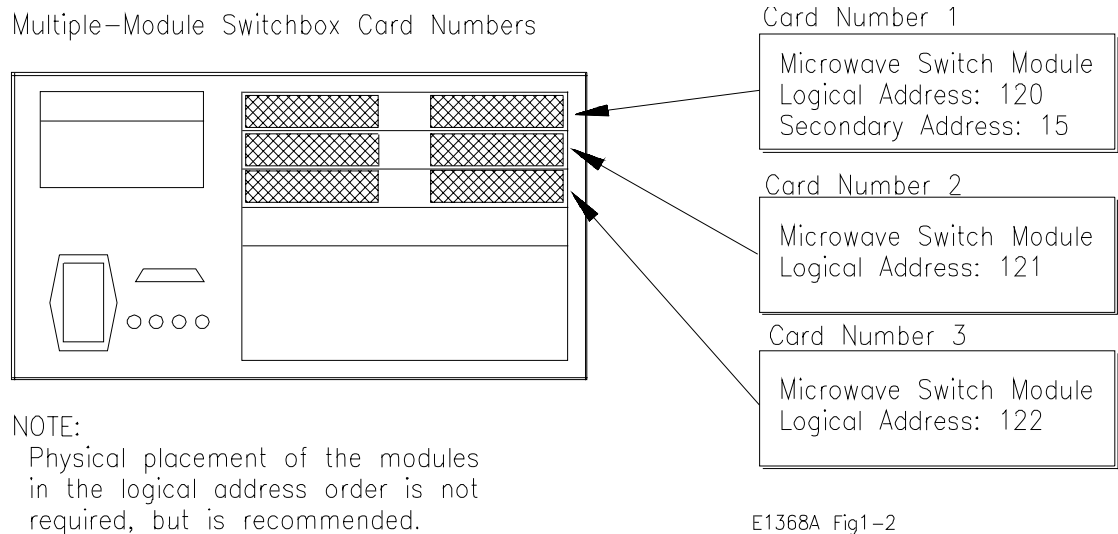 Multiple-Module Switchbox Card Numbers
Card Number 1
Microwave Switch Module
Logical Address: 120
Secondary Address: 15
Card Number 2
Microwave Switch Module
Logical Address: 121
Card Number 3
Microwave Switch Module
Logical Address: 122
NOTE:
Physical placement of the modules
in the logical address order is not
required, but is recommended.
E1368A Fig1-2